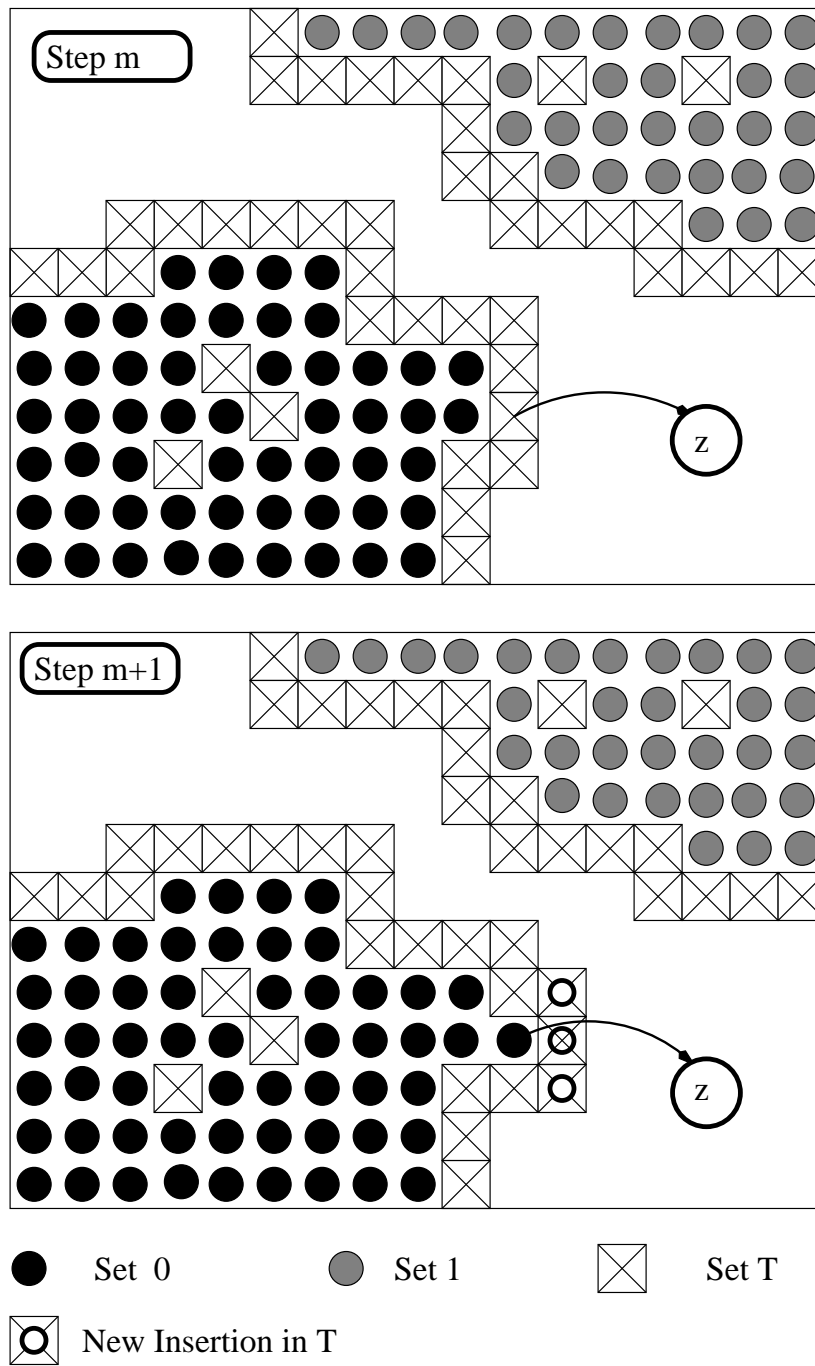 Step m
z
Step m+1
z
Set 0
Set 1
Set T
New Insertion in T